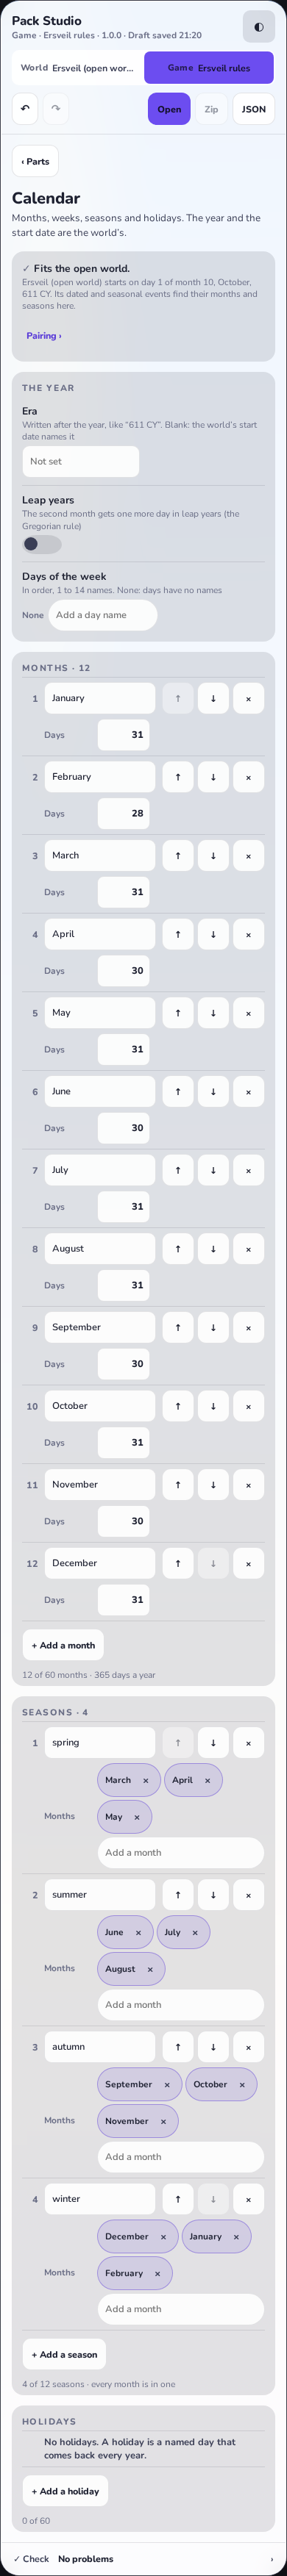 Pack Studio
Game · Ersveil rules · 1.0.0 · Draft saved 21:20
◐
World Ersveil (open wor...
Game Ersveil rules
↶ ↷ Open Zip JSON
‹ Parts
Calendar
Months, weeks, seasons and holidays. The year and the
start date are the world’s.
✓ Fits the open world.
Ersveil (open world) starts on day 1 of month 10, October,
611 CY. Its dated and seasonal events find their months and
seasons here.
Pairing ›
THE YEAR
Era
Written after the year, like “611 CY”. Blank: the world’s start
date names it
Not set
Leap years
The second month gets one more day in leap years (the
Gregorian rule)
Days of the week
In order, 1 to 14 names. None: days have no names
None Add a day name
MONTHS · 12
1 January ↑ ↓ ×
Days 31
2 February ↑ ↓ ×
Days 28
3 March ↑ ↓ ×
Days 31
4 April ↑ ↓ ×
Days 30
5 May ↑ ↓ ×
Days 31
6 June ↑ ↓ ×
Days 30
7 July ↑ ↓ ×
Days 31
8 August ↑ ↓ ×
Days 31
9 September ↑ ↓ ×
Days 30
10 October ↑ ↓ ×
Days 31
11 November ↑ ↓ ×
Days 30
12 December ↑ ↓ ×
Days 31
+ Add a month
12 of 60 months · 365 days a year
SEASONS · 4
1 spring ↑ ↓ ×
March × April ×
Months May ×
Add a month
2 summer ↑ ↓ ×
June × July ×
Months August ×
Add a month
3 autumn ↑ ↓ ×
September × October ×
Months November ×
Add a month
4 winter ↑ ↓ ×
December × January ×
Months February ×
Add a month
+ Add a season
4 of 12 seasons · every month is in one
HOLIDAYS
No holidays. A holiday is a named day that
comes back every year.
+ Add a holiday
0 of 60
✓ Check No problems ›